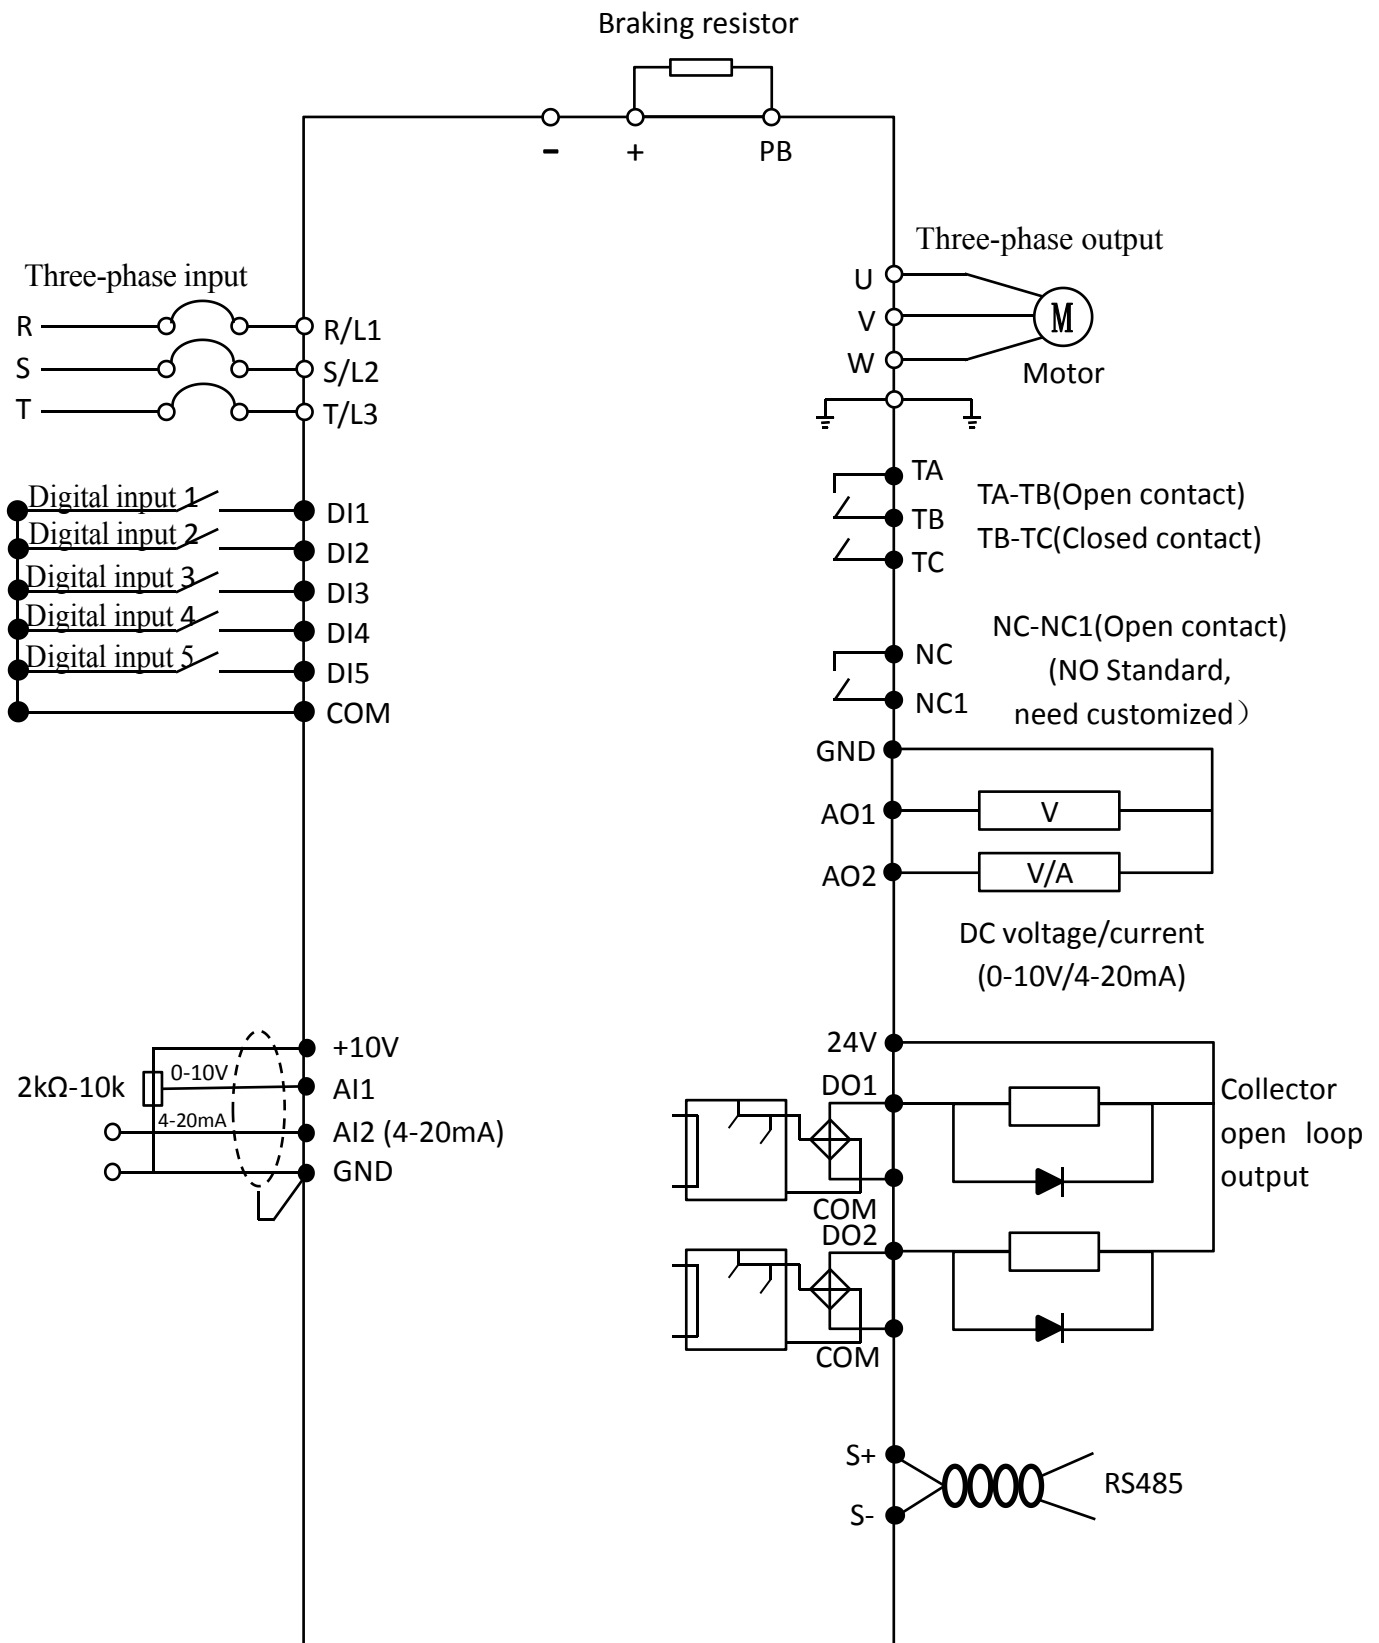 Braking resistor
- + PB
Three-phase output
Three-phase input
U
V
W
M
Motor
R R/L1
S S/L2
T T/L3
Digital input 1 DI1
Digital input 2 DI2
Digital input 3 DI3
Digital input 4 DI4
Digital input 5 DI5
COM
TA
TB
TC
TA-TB(Open contact)
TB-TC(Closed contact)
NC
NC1
NC-NC1(Open contact)
(NO Standard,
need customized）
GND
AO1 V
AO2 V/A
DC voltage/current
(0-10V/4-20mA)
+10V
2kΩ-10k 0-10V AI1
4-20mA AI2 (4-20mA)
GND
24V
DO1
COM
DO2
COM
Collector
open loop
output
S+
S-
RS485